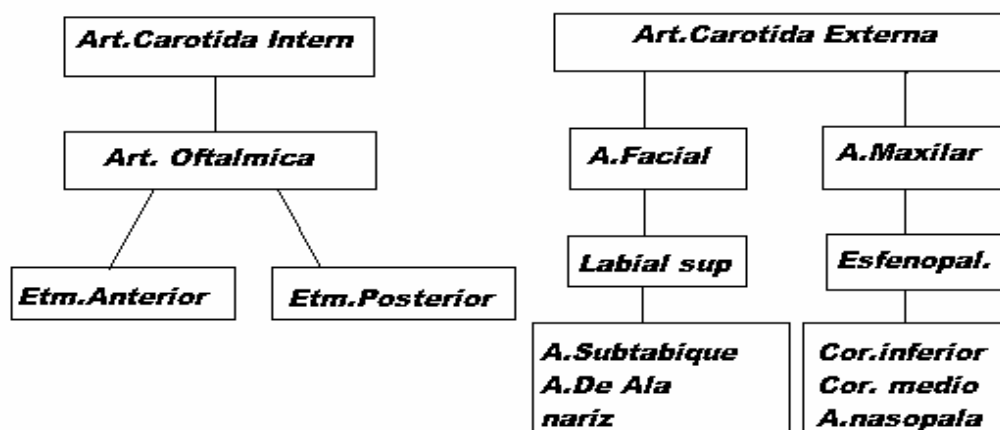 Art.Carotida Intern
Art. Oftalmica
Etm.Anterior
Etm.Posterior
Art.Carotida Externa
A.Facial
A.Maxilar
Labial sup
Esfenopal.
A.Subtabique
A.De Ala
nariz
Cor.inferior
Cor. medio
A.nasopala